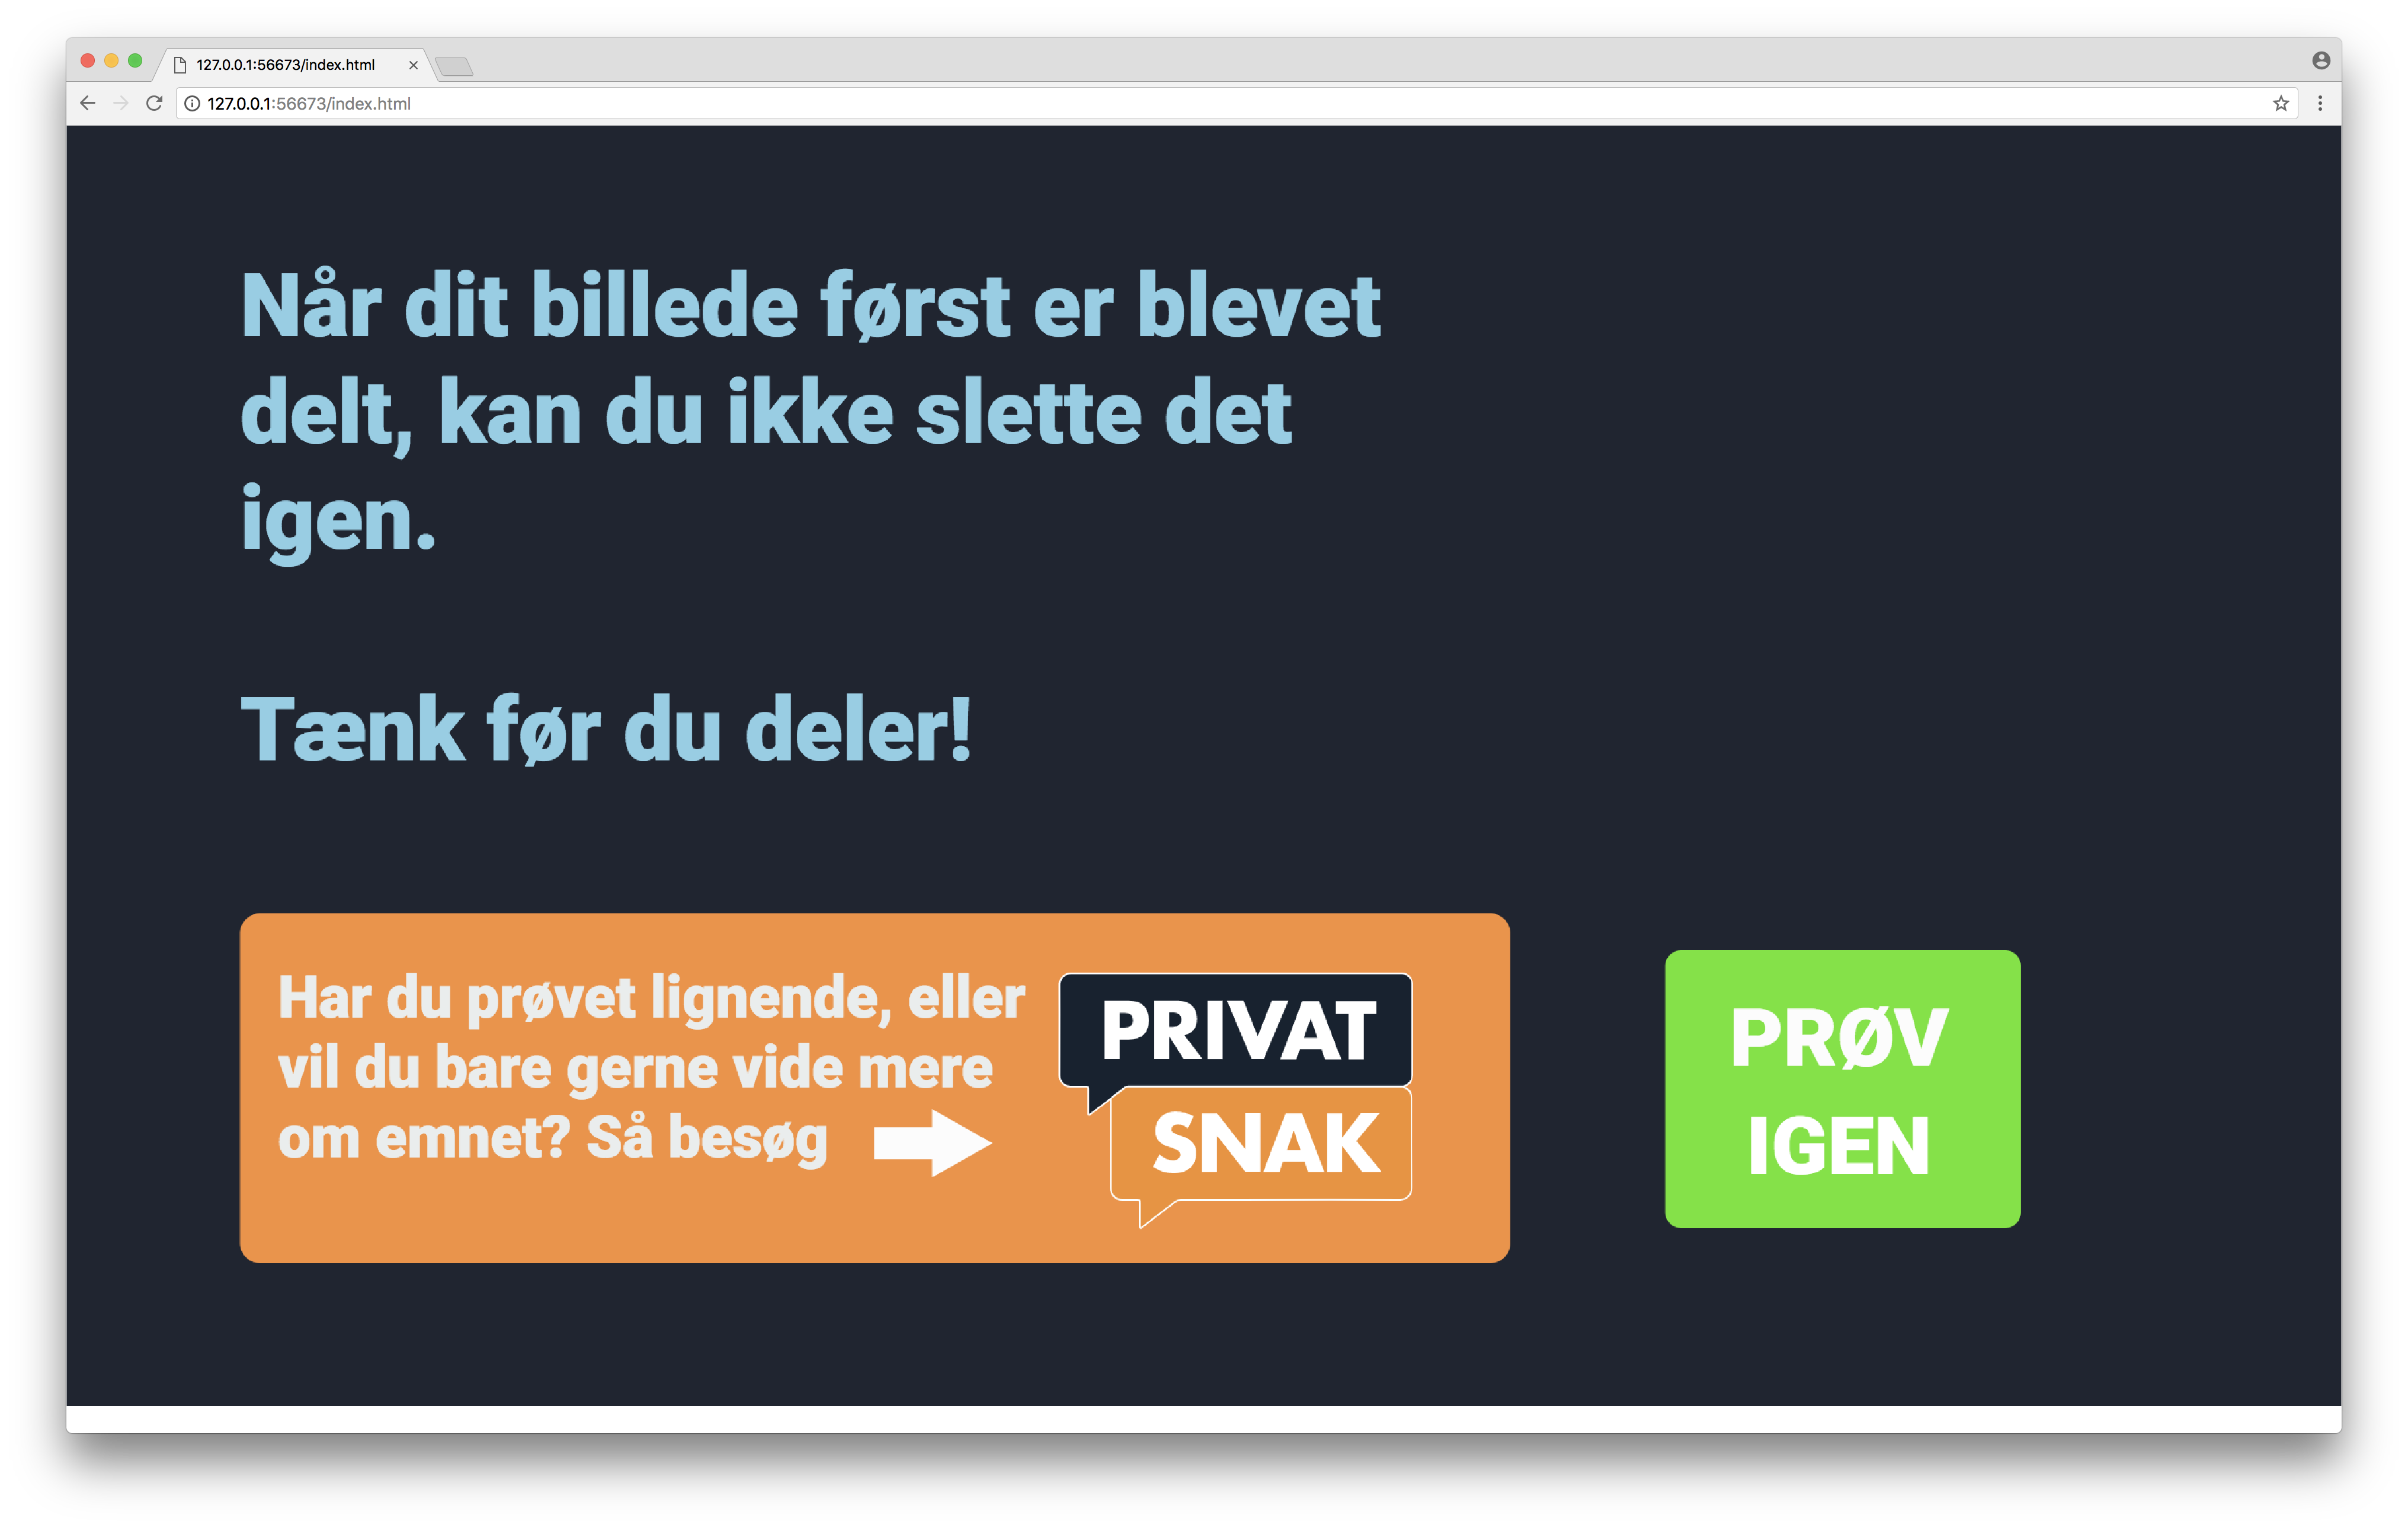 127.0.0.1:56673/index.html
127.0.0.1:56673/index.html
Når dit billede først er blevet
delt, kan du ikke slette det
igen.
Tænk før du deler!
Har du prøvet lignende, eller
vil du bare gerne vide mere
om emnet? Så besøg
PRIVAT
SNAK
PRØV
IGEN